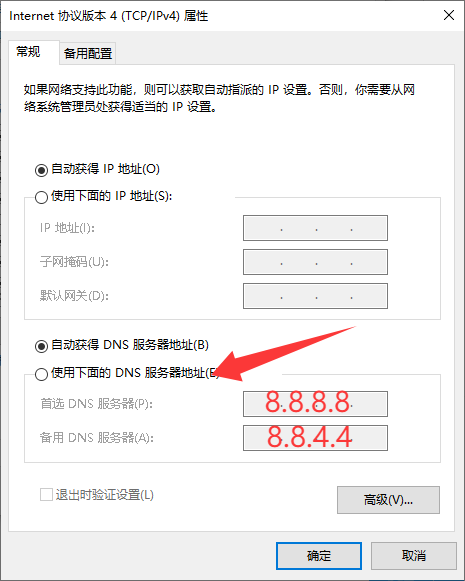 Internet 协议版本 4 (TCP/IPv4) 属性
常规
备用配置
如果网络支持此功能，则可以获取自动指派的 IP 设置。否则，你需要从网
络系统管理员处获得适当的 IP 设置。
自动获得 IP 地址(O)
使用下面的 IP 地址(S):
IP 地址(I):
子网掩码(U):
默认网关(D):
自动获得 DNS 服务器地址(B)
使用下面的 DNS 服务器地址(E)
首选 DNS 服务器(P):
8.8.8.8
备用 DNS 服务器(A):
8.8.4.4
退出时验证设置(L)
高级(V)...
确定
取消